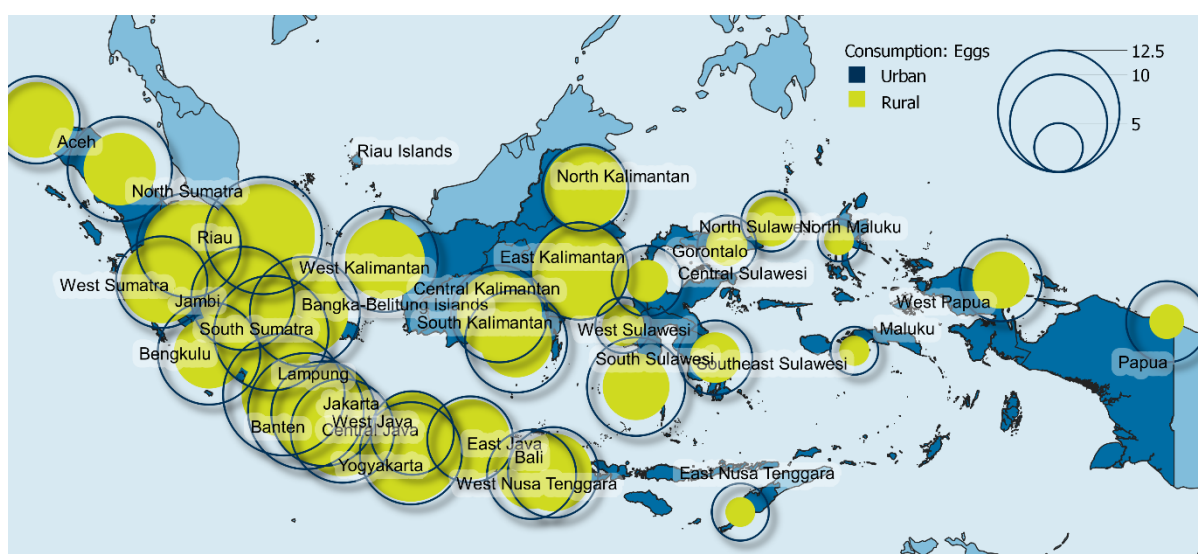 Consumption: Eggs
Urban
Rural
12.5
10
5
Aceh
Riau Islands
North Sumatra
North Kalimantan
Riau
North Sulawesi
North Maluku
Gorontalo
East Kalimantan
West Kalimantan
Central Sulawesi
West Sumatra
Jambi
Central Kalimantan
Bangka-Belitung Islands
West Papua
South Sumatra
South Kalimantan
West Sulawesi
Maluku
Bengkulu
South Sulawesi
Southeast Sulawesi
Papua
Lampung
Jakarta
West Java
Banten
Central Java
East Java
Bali
Yogyakarta
West Nusa Tenggara
East Nusa Tenggara